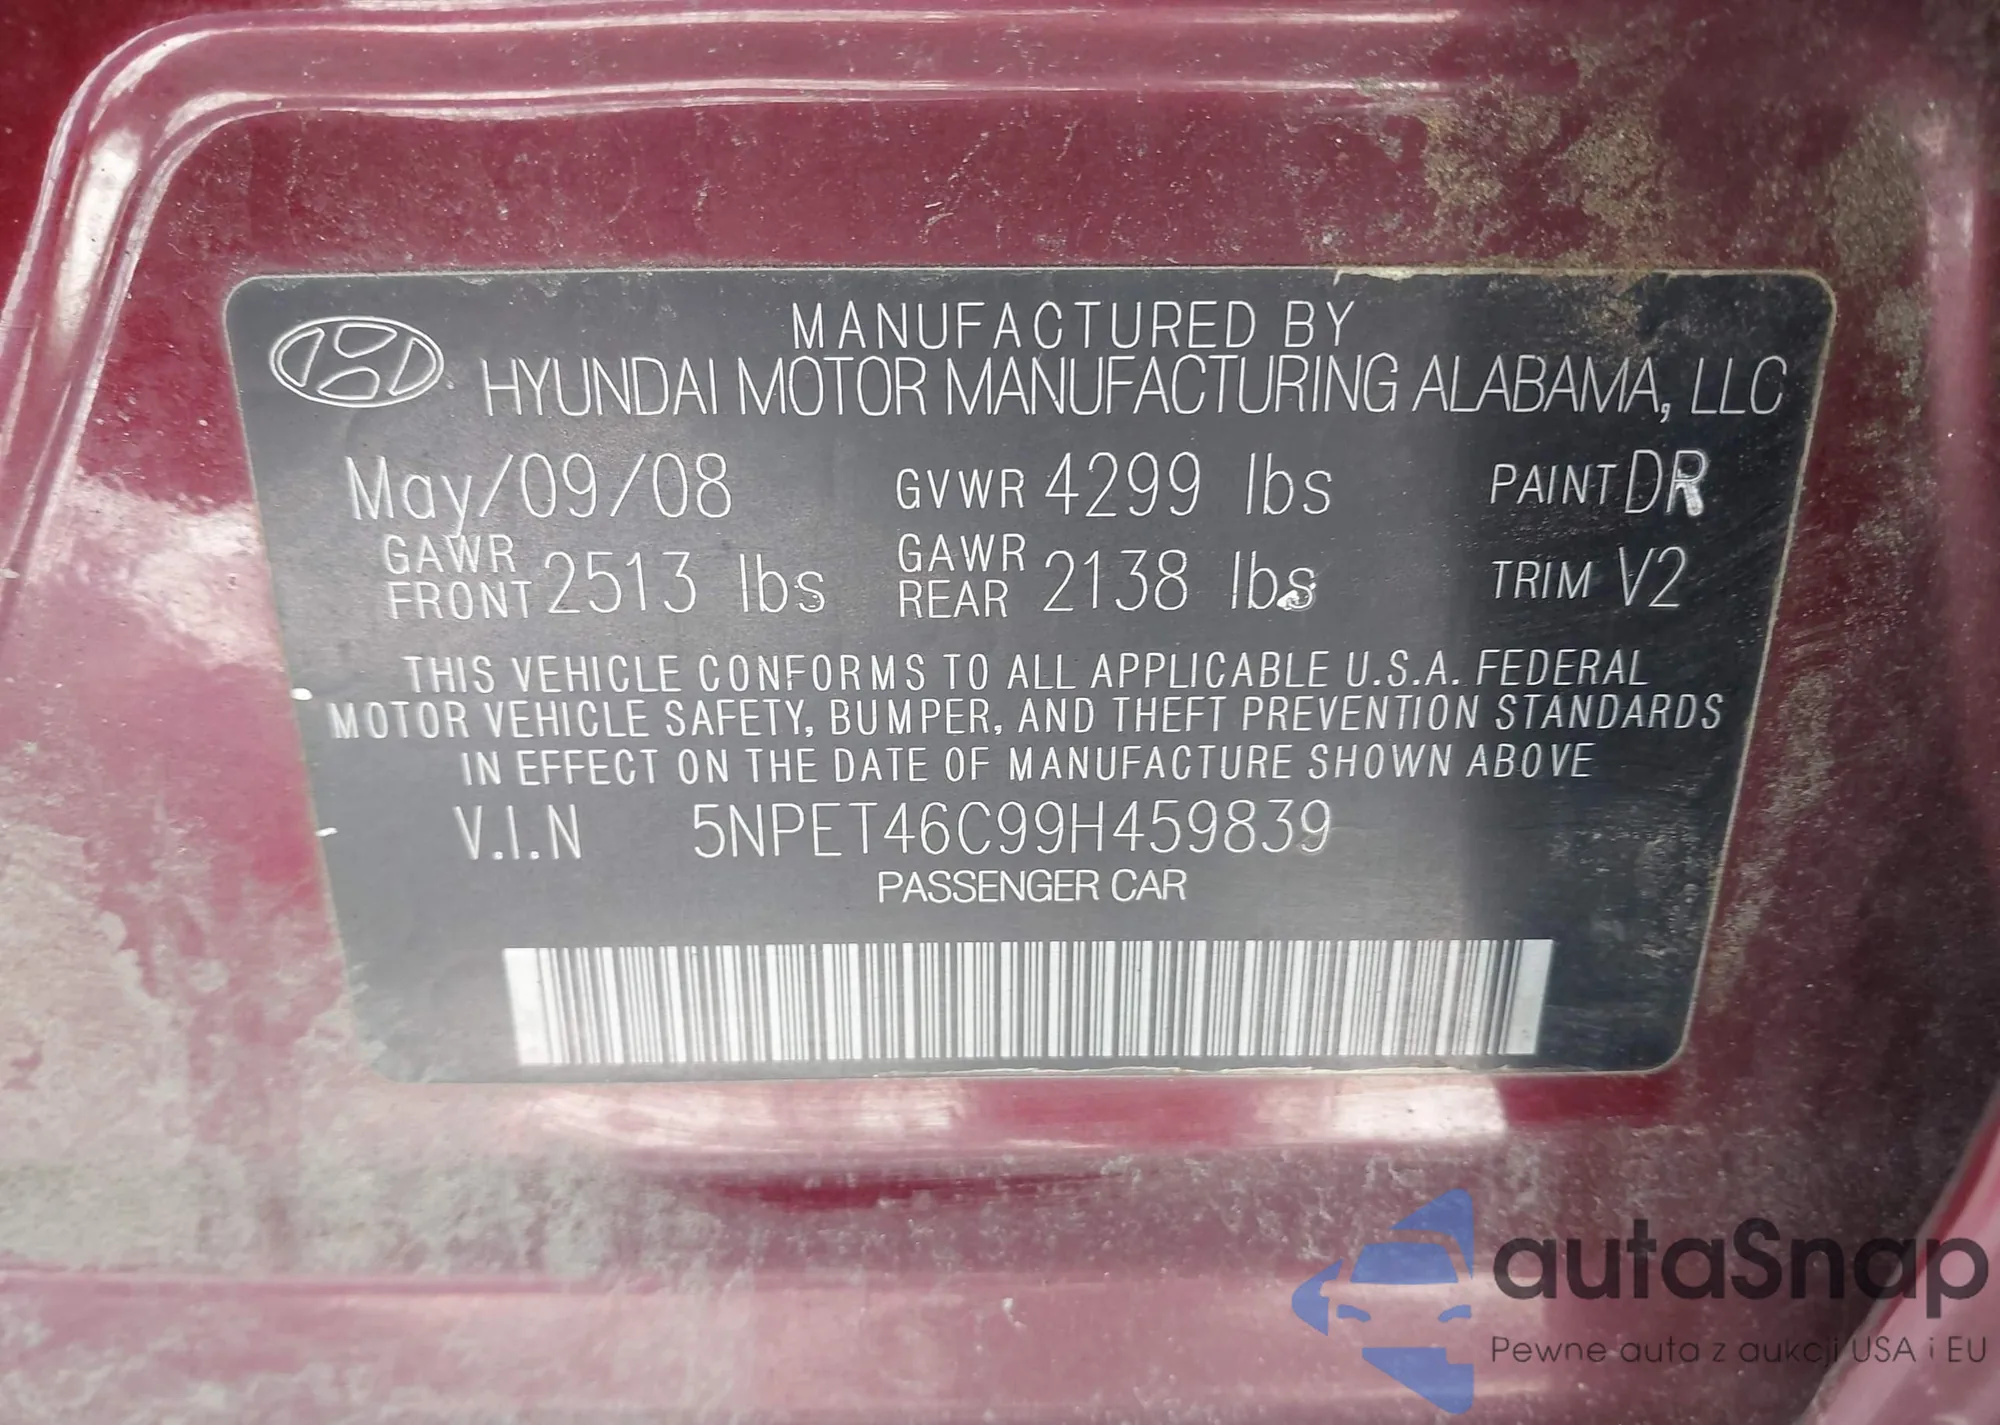 MANUFACTURED BY
HYUNDAI MOTOR MANUFACTURING ALABAMA, LLC
May/09/08 GVWR 4299 lbs PAINT DR
GAWR FRONT 2513 lbs GAWR REAR 2138 lbs TRIM V2
THIS VEHICLE CONFORMS TO ALL APPLICABLE U.S.A. FEDERAL
MOTOR VEHICLE SAFETY, BUMPER, AND THEFT PREVENTION STANDARDS
IN EFFECT ON THE DATE OF MANUFACTURE SHOWN ABOVE
V.I.N 5NPET46C99H459839
PASSENGER CAR
autaSnap
Pewne auta z aukcji USA i EU